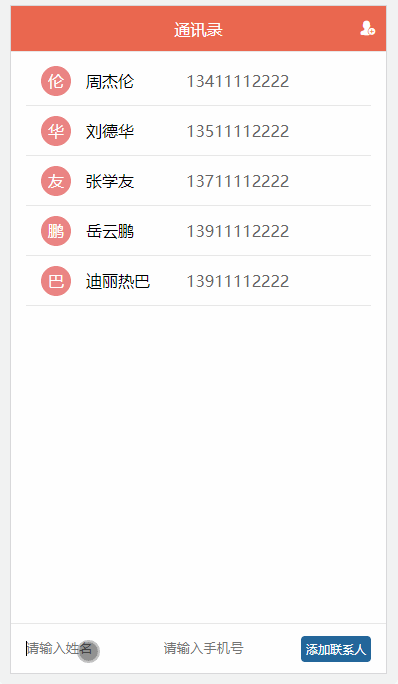 通讯录
伦 周杰伦 13411112222
华 刘德华 13511112222
友 张学友 13711112222
鹏 岳云鹏 13911112222
巴 迪丽热巴 13911112222
请输入姓名 请输入手机号 添加联系人